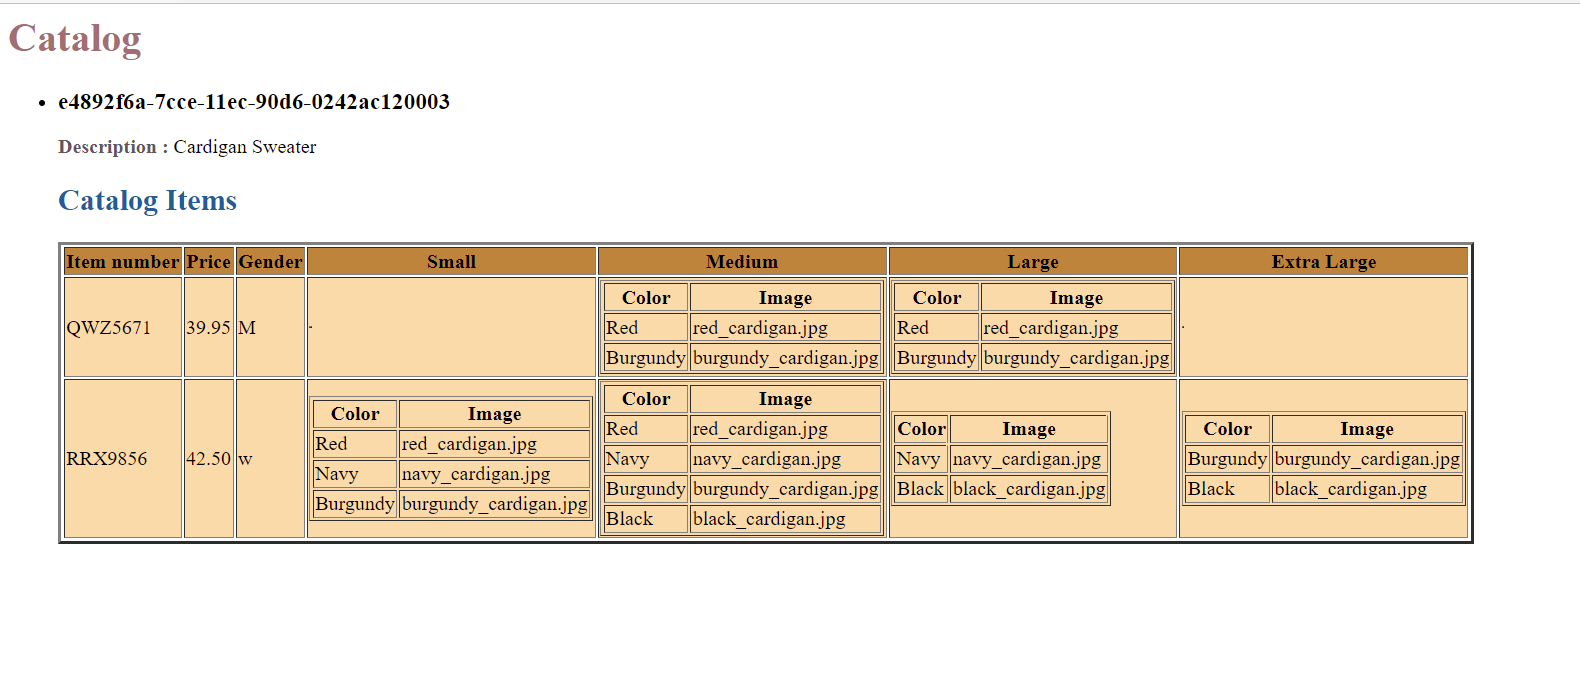 Catalog
e4892f6a-7cce-11ec-90d6-0242ac120003
Description : Cardigan Sweater
Catalog Items
Item number Price Gender Small Medium Large Extra Large
QWZ5671 39.95 M - Color Image Color Image -
Red red_cardigan.jpg Red red_cardigan.jpg
Burgundy burgundy_cardigan.jpg Burgundy burgundy_cardigan.jpg
RRX9856 42.50 w
Color Image
Red red_cardigan.jpg
Navy navy_cardigan.jpg
Burgundy burgundy_cardigan.jpg
Color Image
Red red_cardigan.jpg
Navy navy_cardigan.jpg
Burgundy burgundy_cardigan.jpg
Black black_cardigan.jpg
Color Image
Navy navy_cardigan.jpg
Black black_cardigan.jpg
Color Image
Burgundy burgundy_cardigan.jpg
Black black_cardigan.jpg